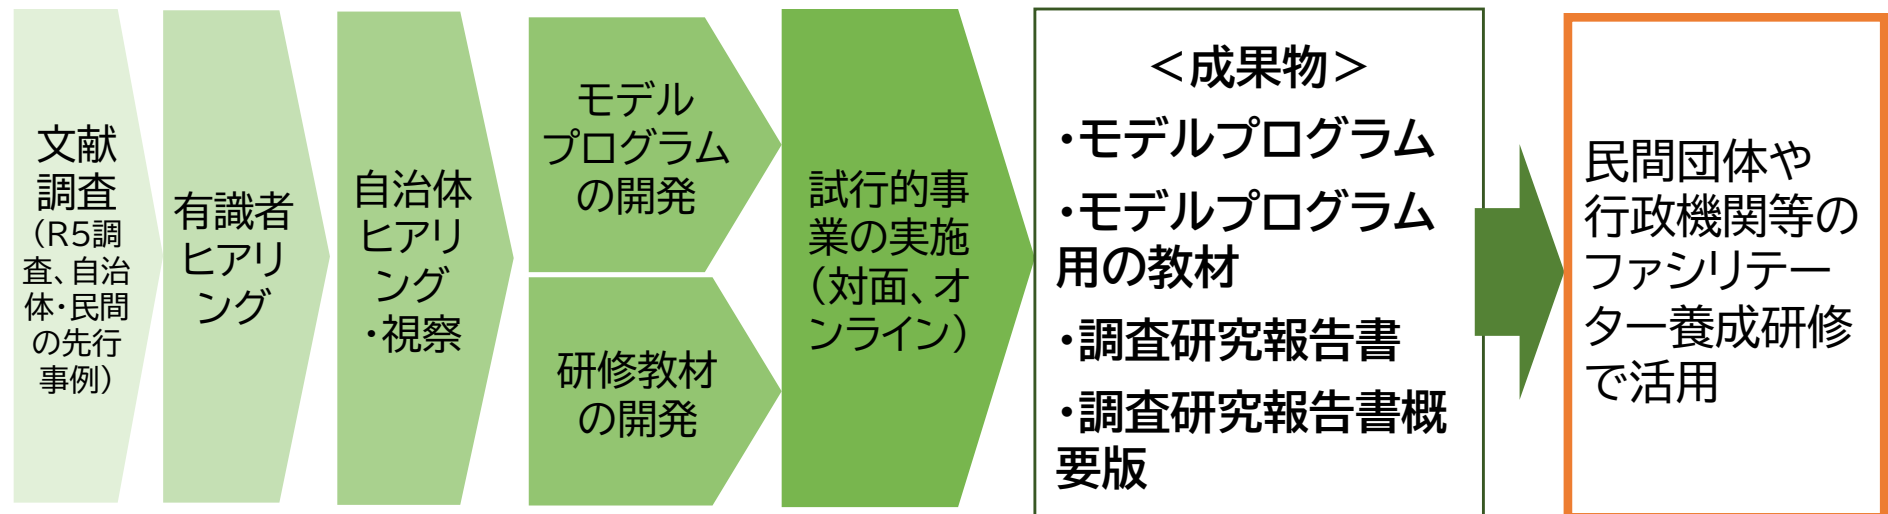 文献
調査
（R5調
査、自治
体・民間
の先行
事例）
有識者
ヒアリ
ング
自治体
ヒアリ
ング
・視察
モデル
プログラム
の開発
研修教材
の開発
試行的事
業の実施
（対面、オ
ンライン）
＜成果物＞
・モデルプログラム
・モデルプログラム
用の教材
・調査研究報告書
・調査研究報告書概
要版
民間団体や
行政機関等の
ファシリテー
ター養成研修
で活用